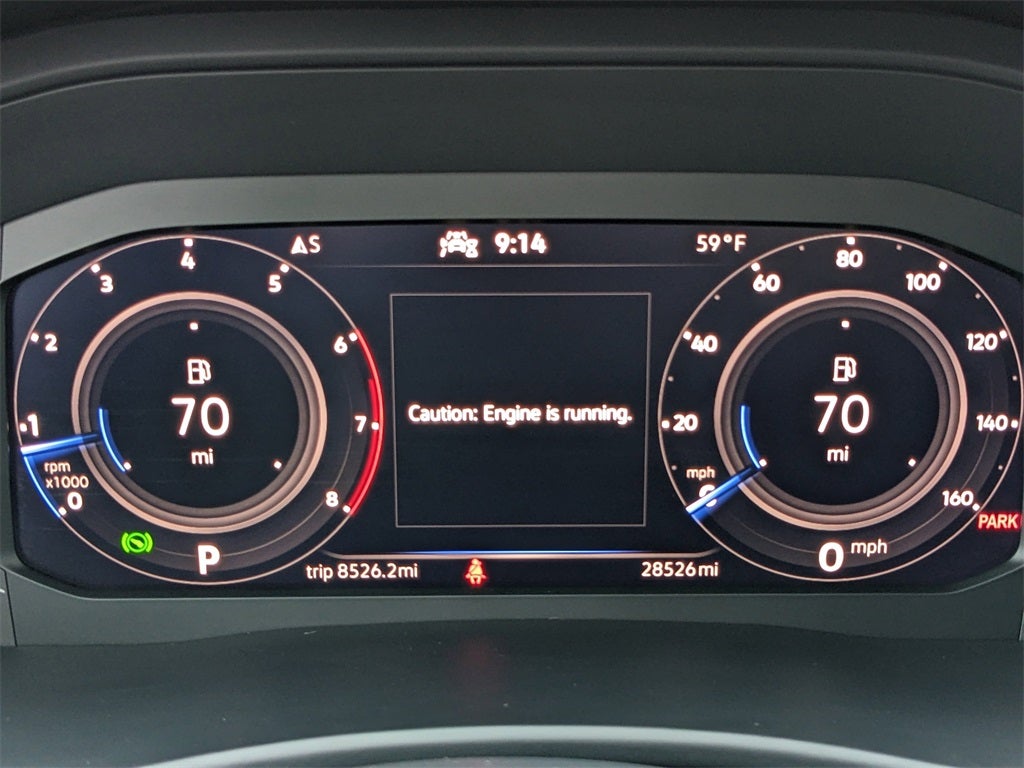 S 9:14 59°F
1 2 3 4 5 6 7 8
0
rpm
x1000
70
mi
P
Caution: Engine is running.
trip 8526.2mi
28526mi
20 40 60 80 100 120 140 160
mph
70
mi
0 mph
PARK